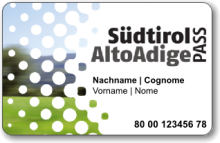 Südtirol
AltoAdige
PASS
Nachname | Cognome
Vorname | Nome
80 00 123456 78